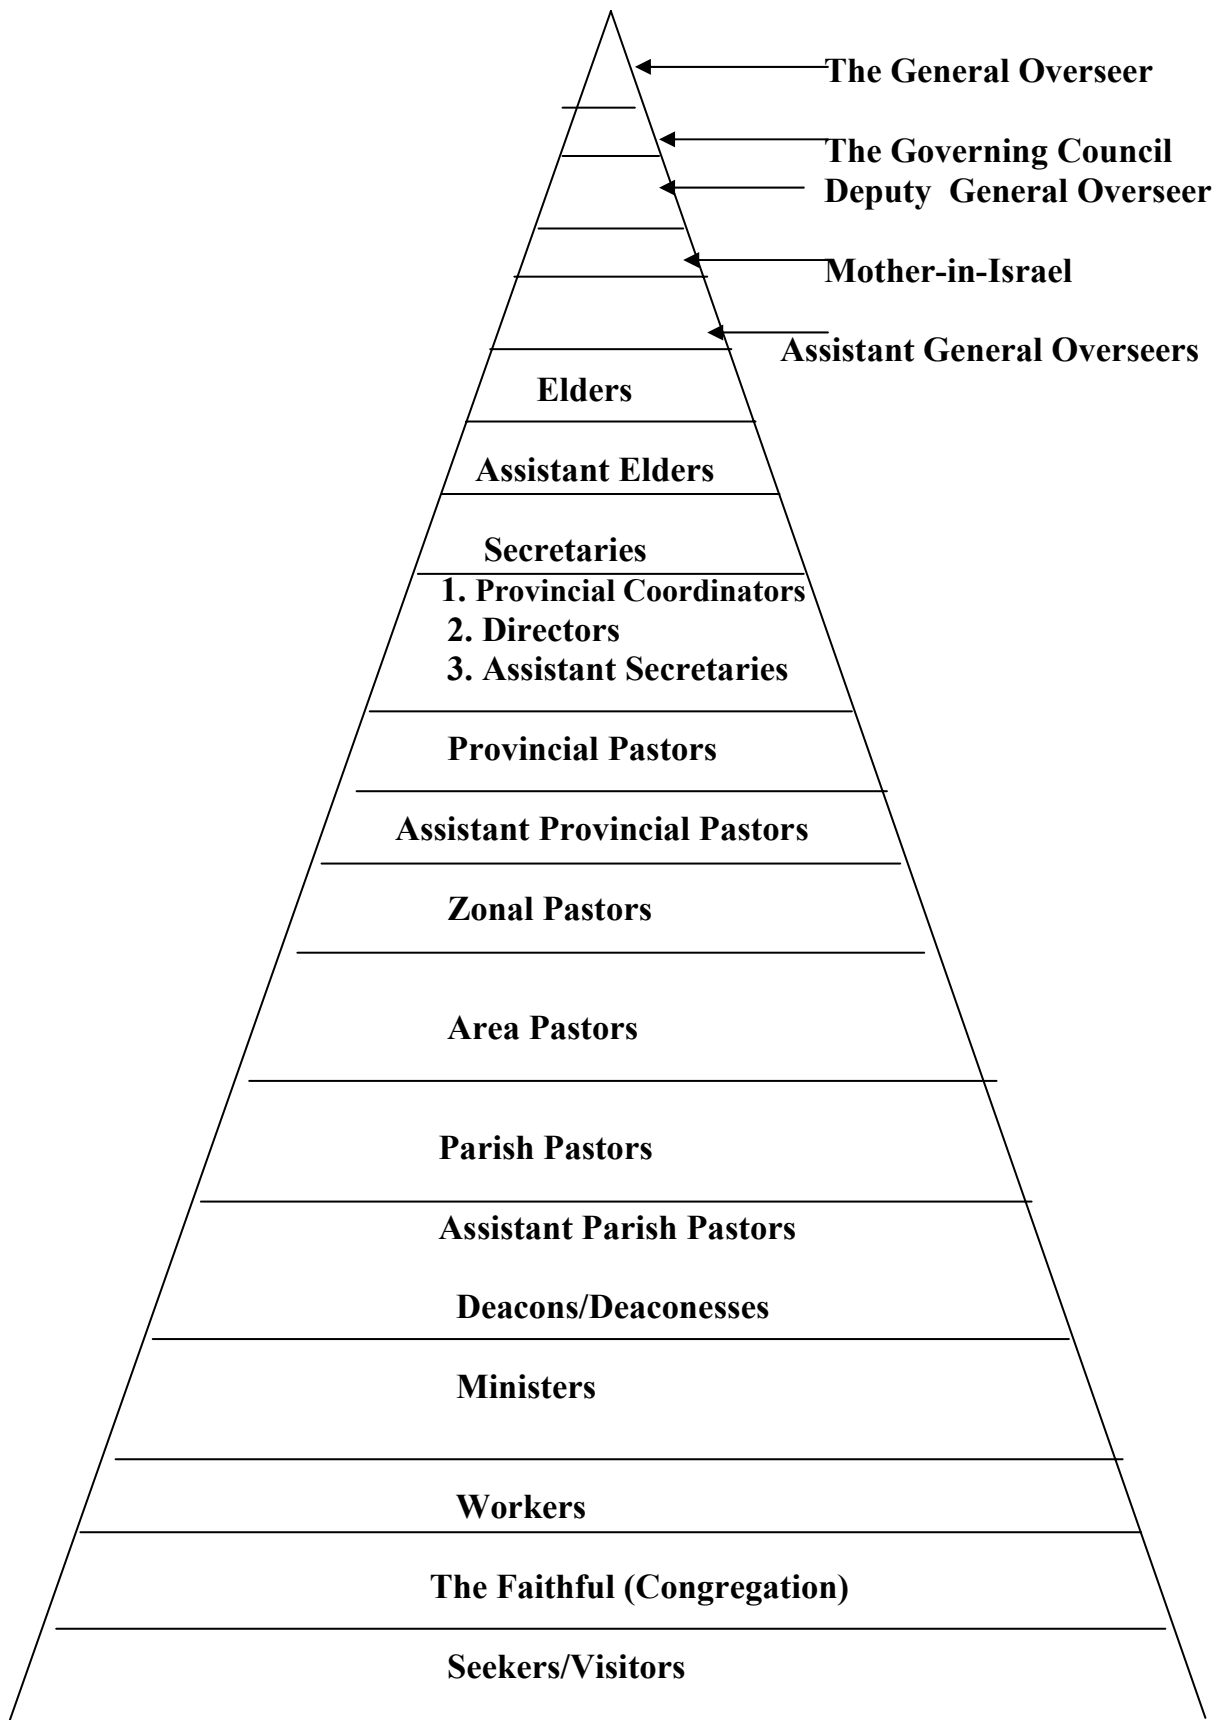 The General Overseer
The Governing Council
Deputy General Overseer
Mother-in-Israel
Assistant General Overseers
Elders
Assistant Elders
Secretaries
1. Provincial Coordinators
2. Directors
3. Assistant Secretaries
Provincial Pastors
Assistant Provincial Pastors
Zonal Pastors
Area Pastors
Parish Pastors
Assistant Parish Pastors
Deacons/Deaconesses
Ministers
Workers
The Faithful (Congregation)
Seekers/Visitors